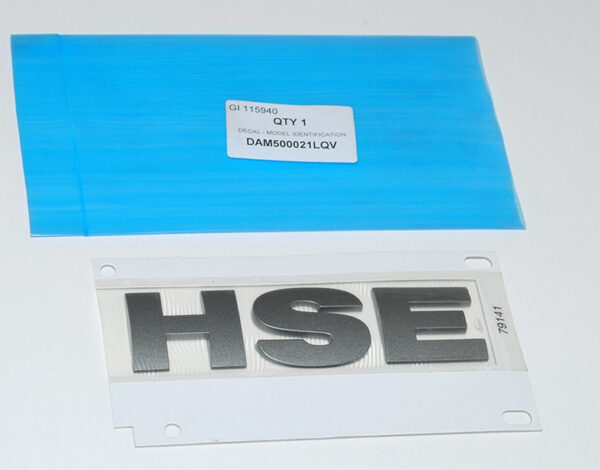 GI 115940
QTY 1
DECAL - MODEL IDENTIFICATION
DAM500021LQV
HSE
79141